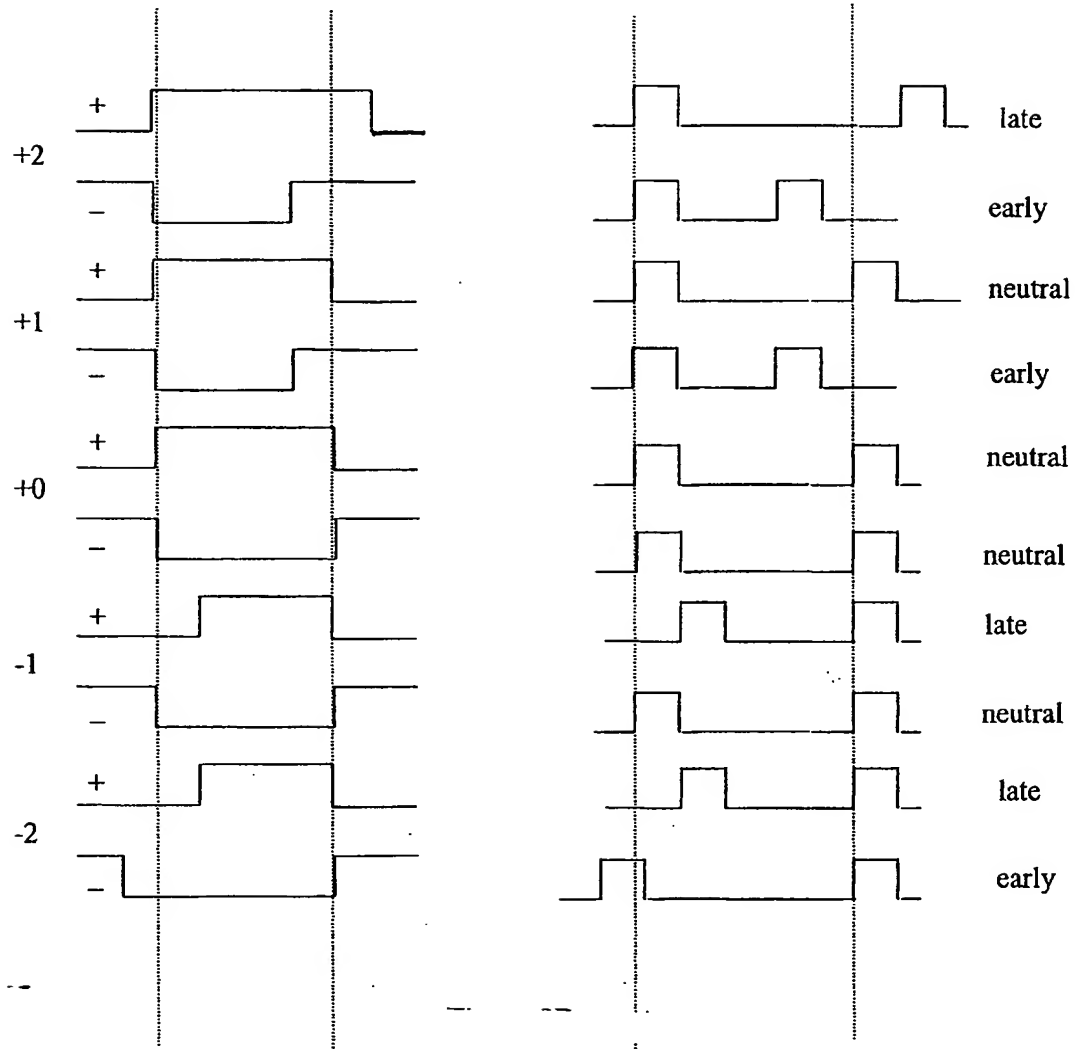 + late
+2
− early
+ neutral
+1
− early
+ neutral
+0
− neutral
+ late
-1
− neutral
+ late
-2
− early